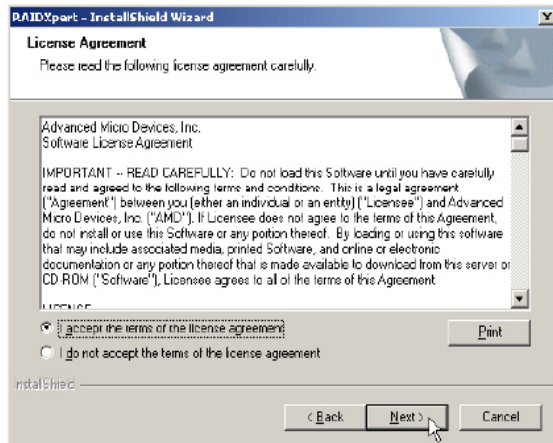 RAIDXpert - InstallShield Wizard
License Agreement
Please read the following license agreement carefully.
Advanced Micro Devices, Inc.
Software License Agreement
IMPORTANT -- READ CAREFULLY: Do not load this Software until you have carefully
read and agreed to the following terms and conditions. This is a legal agreement
("Agreement") between you (either an individual or an entity) ("Licensee") and Advanced
Micro Devices, Inc. ("AMD"). If Licensee does not agree to the terms of this Agreement,
do not install or use this Software or any portion thereof. By loading or using this software
that may include associated media, printed Software, and online or electronic
documentation or any portion thereof that is made available to download from this server or
CD-ROM ("Software"), Licensee agrees to all of the terms of this Agreement
LICENSE
I accept the terms of the license agreement
Print
I do not accept the terms of the license agreement
InstallShield
< Back
Next >
Cancel